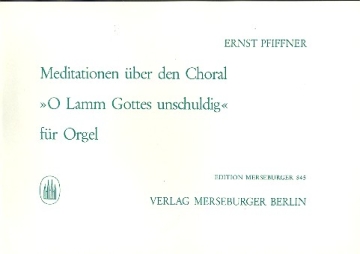 ERNST PFIFFNER
Meditationen über den Choral
»O Lamm Gottes unschuldig«
für Orgel
EDITION MERSEBURGER 845
VERLAG MERSEBURGER BERLIN